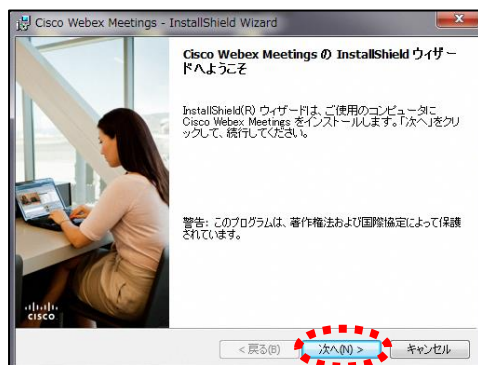 Cisco Webex Meetings - InstallShield Wizard
Cisco Webex Meetings の InstallShield ウィザー
ドへようこそ
InstallShield(R) ウィザードは、ご使用のコンピュータに
Cisco Webex Meetings をインストールします。「次へ」をクリ
ックして、続行してください。
警告: このプログラムは、著作権法および国際協定によって保護
されています。
CISCO
< 戻る(B)
次へ(N) >
キャンセル